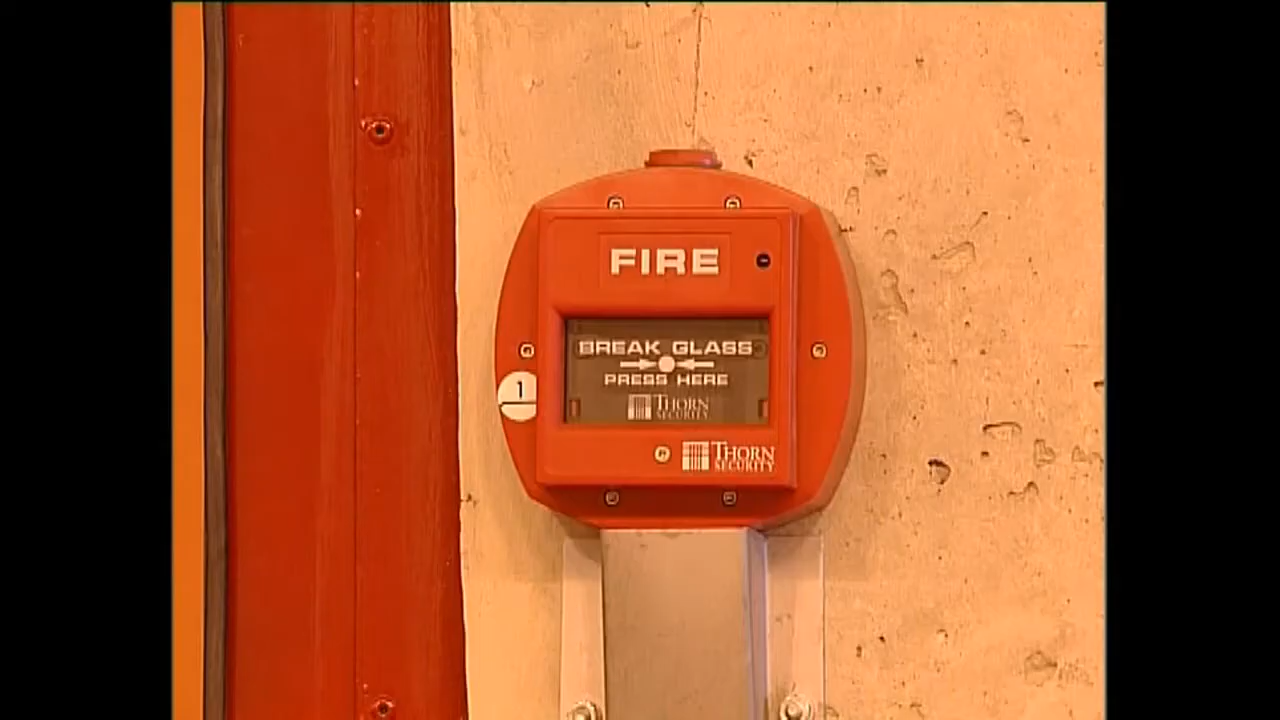 FIRE
BREAK GLASS
PRESS HERE
THORN
SECURITY
1
THORN
SECURITY